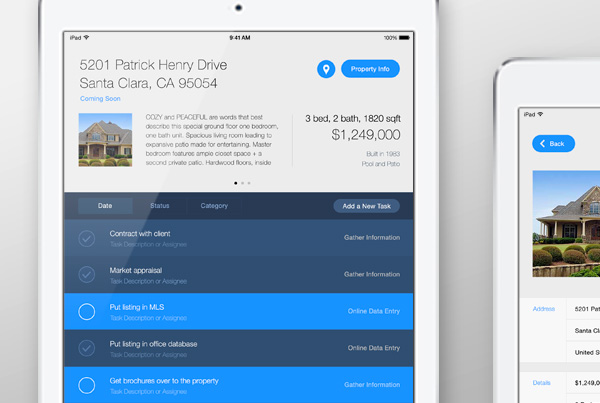 iPad
9:41 AM
100%
5201 Patrick Henry Drive
Santa Clara, CA 95054
Coming Soon
Property Info
COZY and PEACEFUL are words that best
describe this special ground floor one bedroom,
one bath unit. Spacious living room leading to
expansive patio made for entertaining. Master
bedroom features ample closet space + a
second private patio. Hardwood floors, inside
3 bed, 2 bath, 1820 sqft
$1,249,000
Built in 1983
Pool and Patio
Date
Status
Category
Add a New Task
Contract with client
Task Description or Assignee
Gather Information
Market appraisal
Task Description or Assignee
Gather Information
Put listing in MLS
Task Description or Assignee
Online Data Entry
Put listing in office database
Task Description or Assignee
Online Data Entry
Get brochures over to the property
Task Description or Assignee
Gather Information
iPad
Back
Address
5201 Pat
Santa Cla
United S
Details
$1,249,0